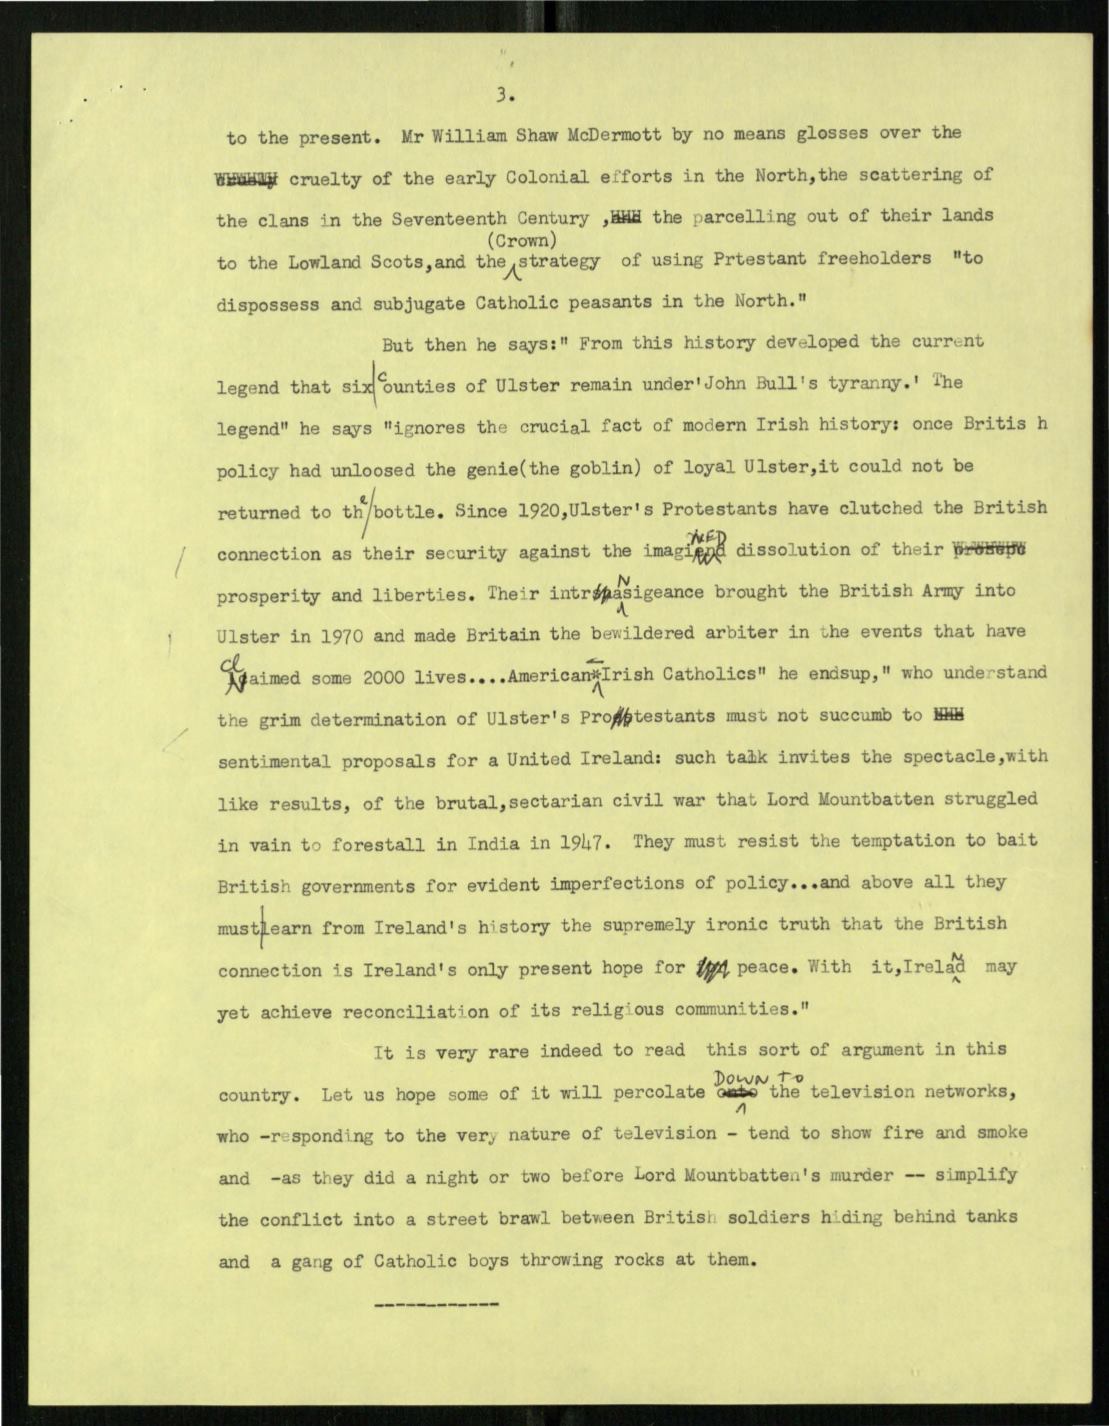 3.
to the present. Mr William Shaw McDermott by no means glosses over the
cruelty of the early Colonial efforts in the North,the scattering of
the clans in the Seventeenth Century , the parcelling out of their lands
(Crown)
to the Lowland Scots,and the strategy of using Prtestant freeholders "to
dispossess and subjugate Catholic peasants in the North."
But then he says:" From this history developed the current
legend that six counties of Ulster remain under'John Bull's tyranny.' The
legend" he says "ignores the crucial fact of modern Irish history: once Britis h
policy had unloosed the genie(the goblin) of loyal Ulster,it could not be
returned to the bottle. Since 1920,Ulster's Protestants have clutched the British
connection as their security against the imagiNED dissolution of their
prosperity and liberties. Their intraNsigeance brought the British Army into
Ulster in 1970 and made Britain the bewildered arbiter in the events that have
claimed some 2000 lives....American-Irish Catholics" he endsup," who understand
the grim determination of Ulster's Protestants must not succumb to
sentimental proposals for a United Ireland: such talk invites the spectacle,with
like results, of the brutal,sectarian civil war that Lord Mountbatten struggled
in vain to forestall in India in 1947. They must resist the temptation to bait
British governments for evident imperfections of policy...and above all they
must learn from Ireland's history the supremely ironic truth that the British
connection is Ireland's only present hope for peace. With it,IrelaNd may
yet achieve reconciliation of its religious communities."
It is very rare indeed to read this sort of argument in this
DOWN TO
country. Let us hope some of it will percolate onto the television networks,
who -responding to the very nature of television - tend to show fire and smoke
and -as they did a night or two before Lord Mountbatten's murder -- simplify
the conflict into a street brawl between British soldiers hiding behind tanks
and a gang of Catholic boys throwing rocks at them.
------------